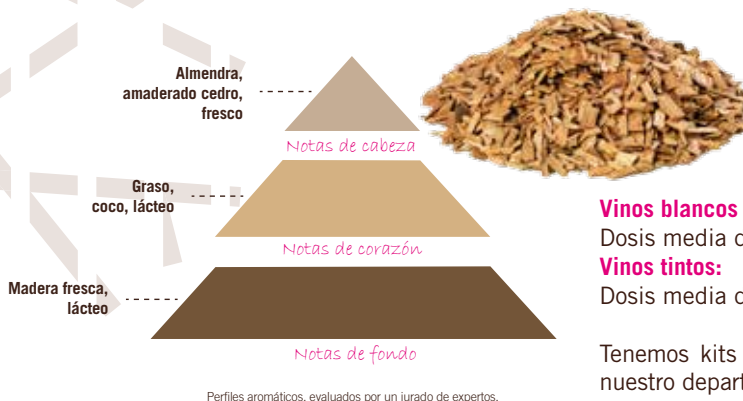 Almendra,
amaderado cedro,
fresco
Notas de cabeza
Graso,
coco, lácteo
Notas de corazón
Madera fresca,
lácteo
Notas de fondo
Perfiles aromáticos, evaluados por un jurado de expertos.
Vinos blancos
Dosis media
Vinos tintos:
Dosis media
Tenemos kits
nuestro